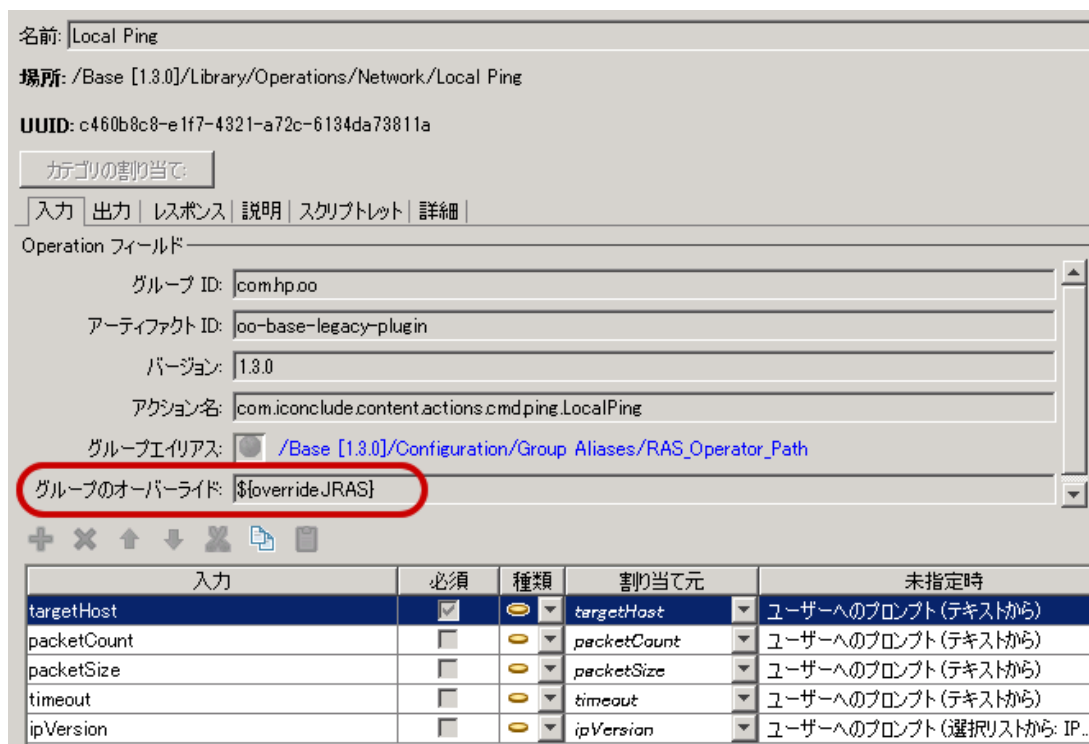 名前: Local Ping
場所: /Base [1.3.0]/Library/Operations/Network/Local Ping
UUID: c460b8c8-e1f7-4321-a72c-6134da73811a
カテゴリの割り当て:
入力 出力 レスポンス 説明 スクリプトレット 詳細
Operation フィールド
グループ ID: com.hp.oo
アーティファクト ID: oo-base-legacy-plugin
バージョン: 1.3.0
アクション名: com.iconclude.content.actions.cmd.ping.LocalPing
グループエイリアス: /Base [1.3.0]/Configuration/Group Aliases/RAS_Operator_Path
グループのオーバーライド: ${overrideJRAS}
入力 必須 種類 割り当て元 未指定時
targetHost targetHost ユーザーへのプロンプト (テキストから)
packetCount packetCount ユーザーへのプロンプト (テキストから)
packetSize packetSize ユーザーへのプロンプト (テキストから)
timeout timeout ユーザーへのプロンプト (テキストから)
ipVersion ipVersion ユーザーへのプロンプト (選択リストから: IP...